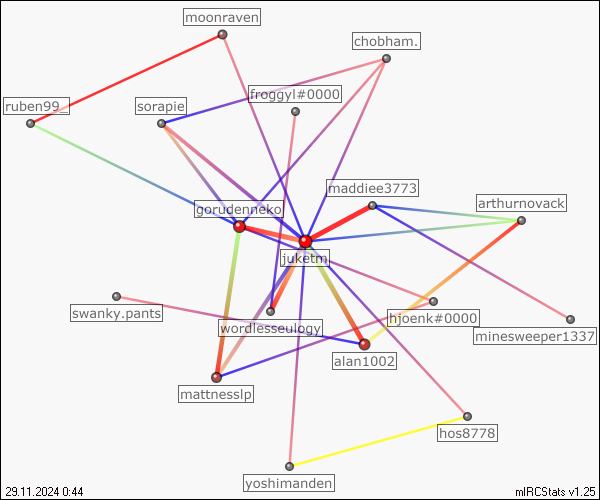 moonraven
chobham.
froggyl#0000
ruben99_
sorapie
maddiee3773
arthurnovack
gorudenneko
juketm
swanky.pants
wordlesseulogy
hjoenk#0000
minesweeper1337
alan1002
mattnesslp
hos8778
yoshimanden
29.11.2024 0:44
mIRCStats v1.25